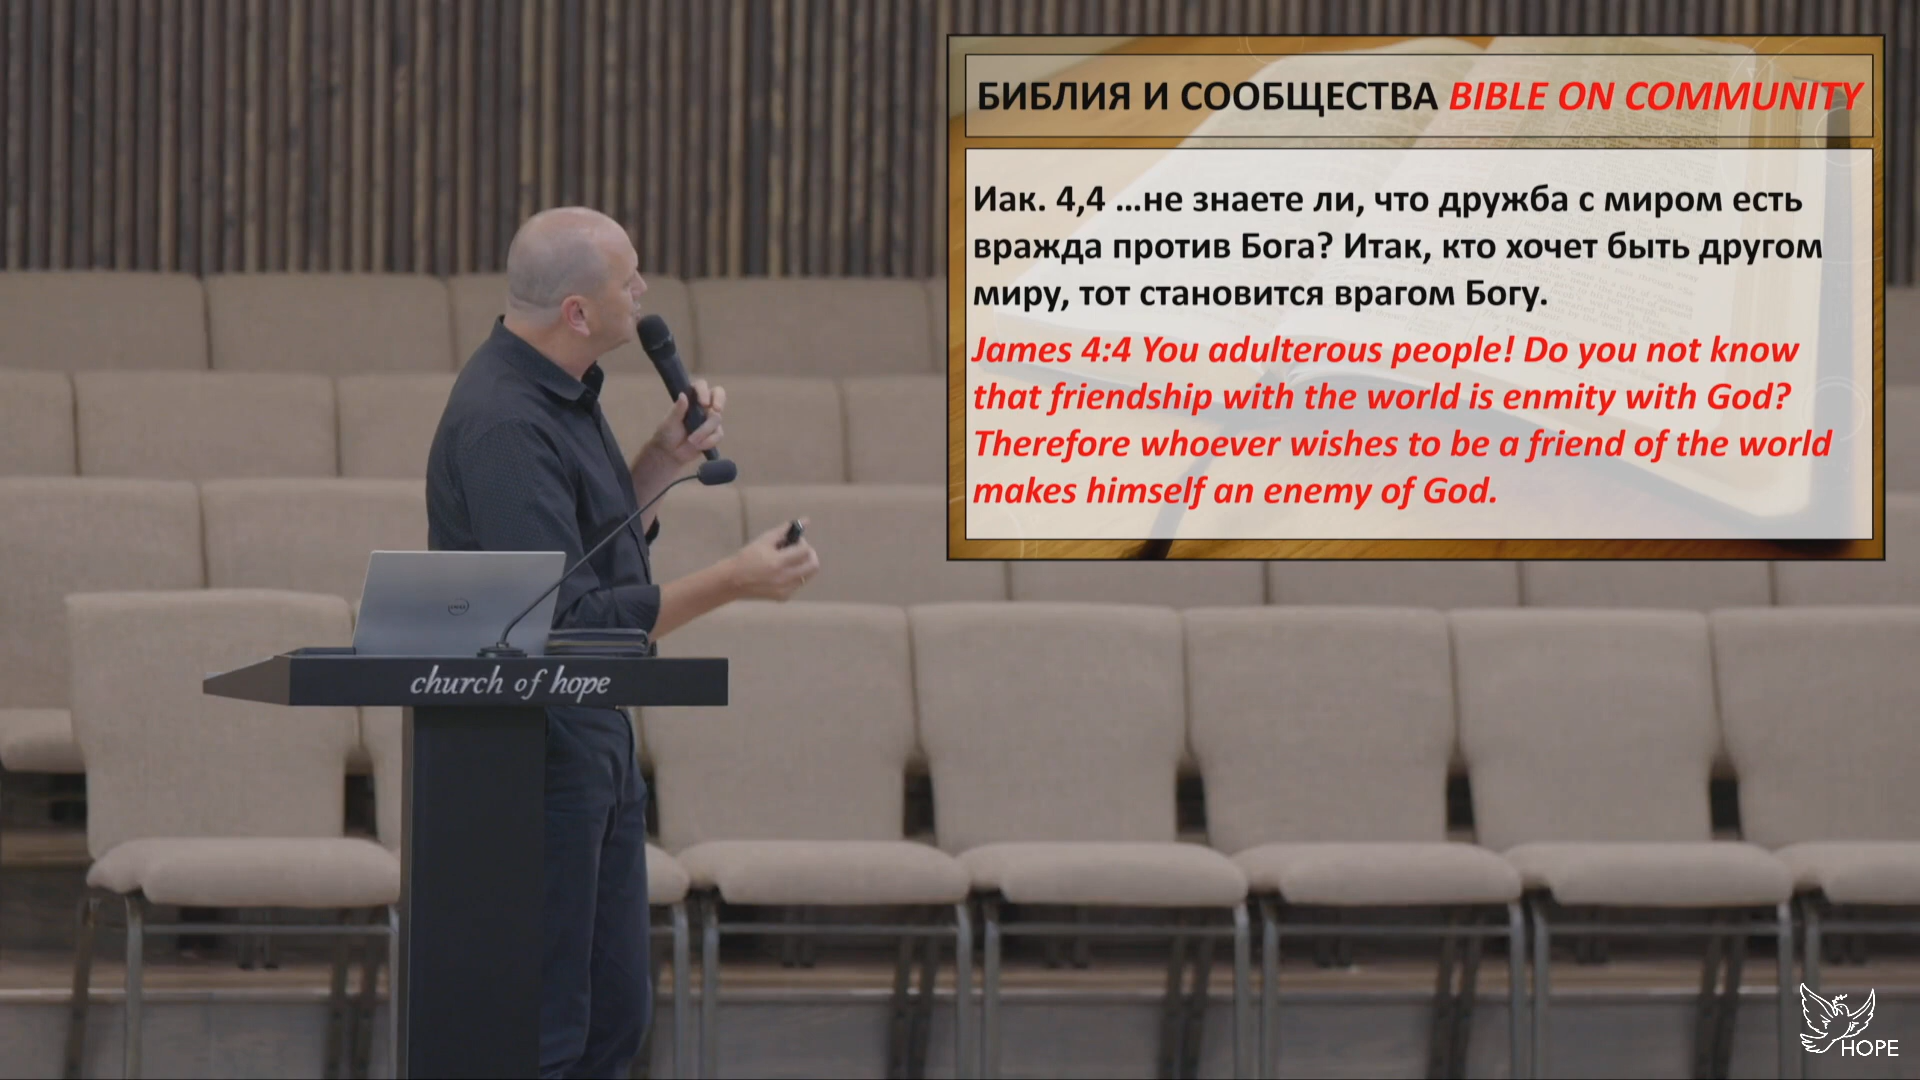 БИБЛИЯ И СООБЩЕСТВА BIBLE ON COMMUNITY
Иак. 4,4 …не знаете ли, что дружба с миром есть
вражда против Бога? Итак, кто хочет быть другом
миру, тот становится врагом Богу.
James 4:4 You adulterous people! Do you not know
that friendship with the world is enmity with God?
Therefore whoever wishes to be a friend of the world
makes himself an enemy of God.
DELL
church of hope
HOPE